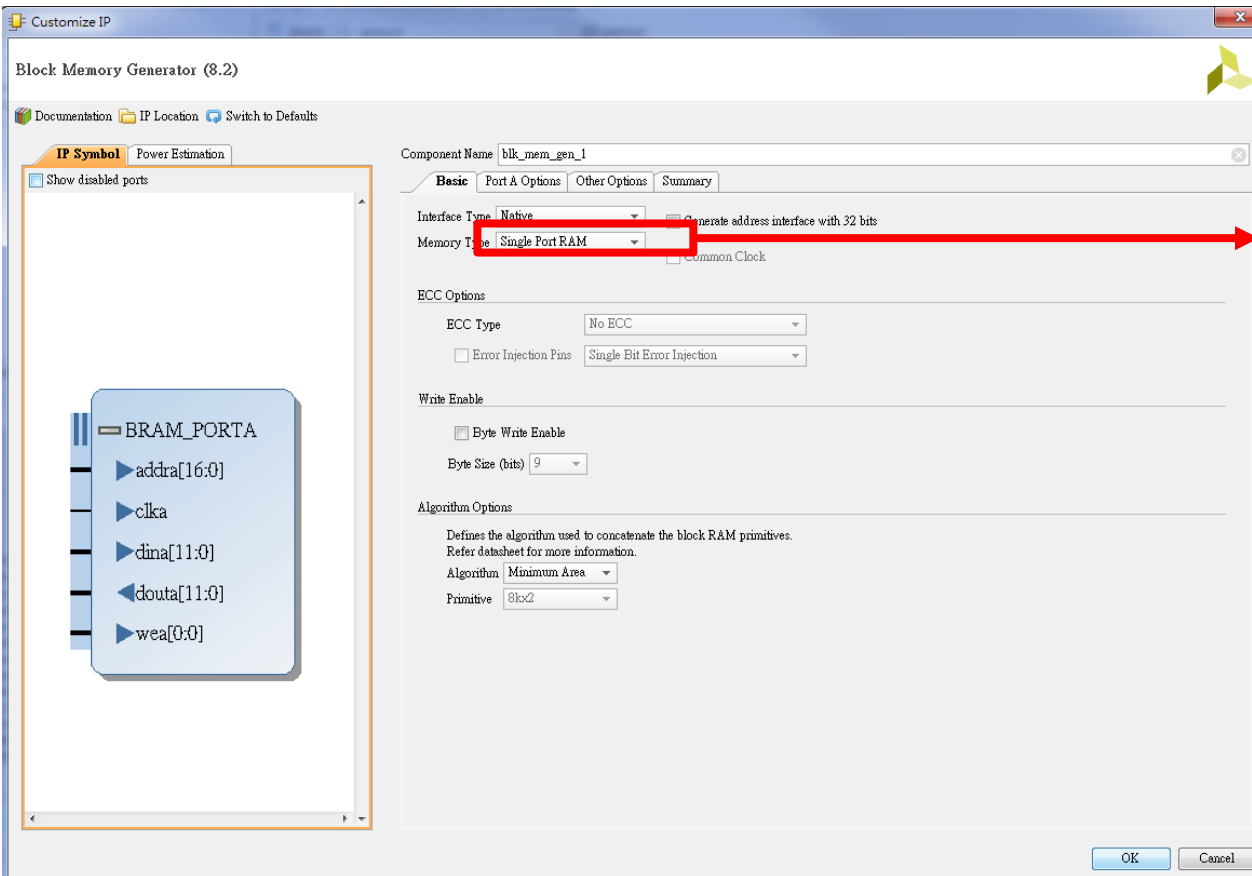 Customize IP
Block Memory Generator (8.2)
Documentation IP Location Switch to Defaults
IP Symbol Power Estimation
Show disabled ports
BRAM_PORTA
addra[16:0]
clka
dina[11:0]
douta[11:0]
wea[0:0]
Component Name blk_mem_gen_1
Basic Port A Options Other Options Summary
Interface Type Native Generate address interface with 32 bits
Memory Type Single Port RAM
Common Clock
ECC Options
ECC Type No ECC
Error Injection Pins Single Bit Error Injection
Write Enable
Byte Write Enable
Byte Size (bits) 9
Algorithm Options
Defines the algorithm used to concatenate the block RAM primitives.
Refer datasheet for more information.
Algorithm Minimum Area
Primitive 8kx2
OK Cancel